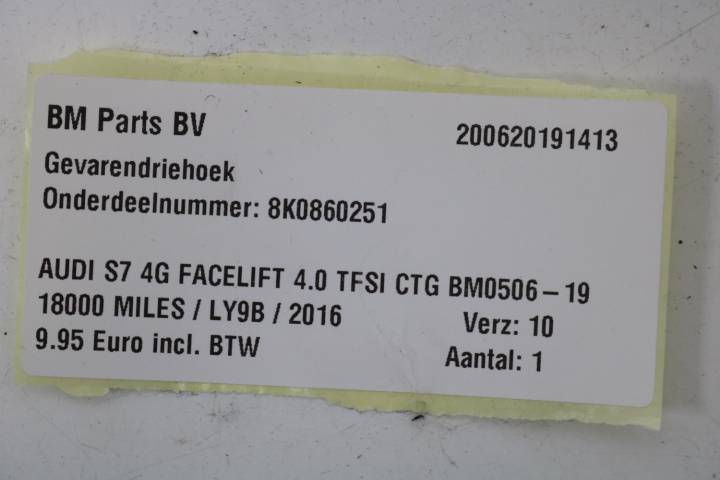 BM Parts BV
200620191413
Gevarendriehoek
Onderdeelnummer: 8K0860251
AUDI S7 4G FACELIFT 4.0 TFSI CTG BM0506-19
18000 MILES / LY9B / 2016
Verz: 10
9.95 Euro incl. BTW
Aantal: 1